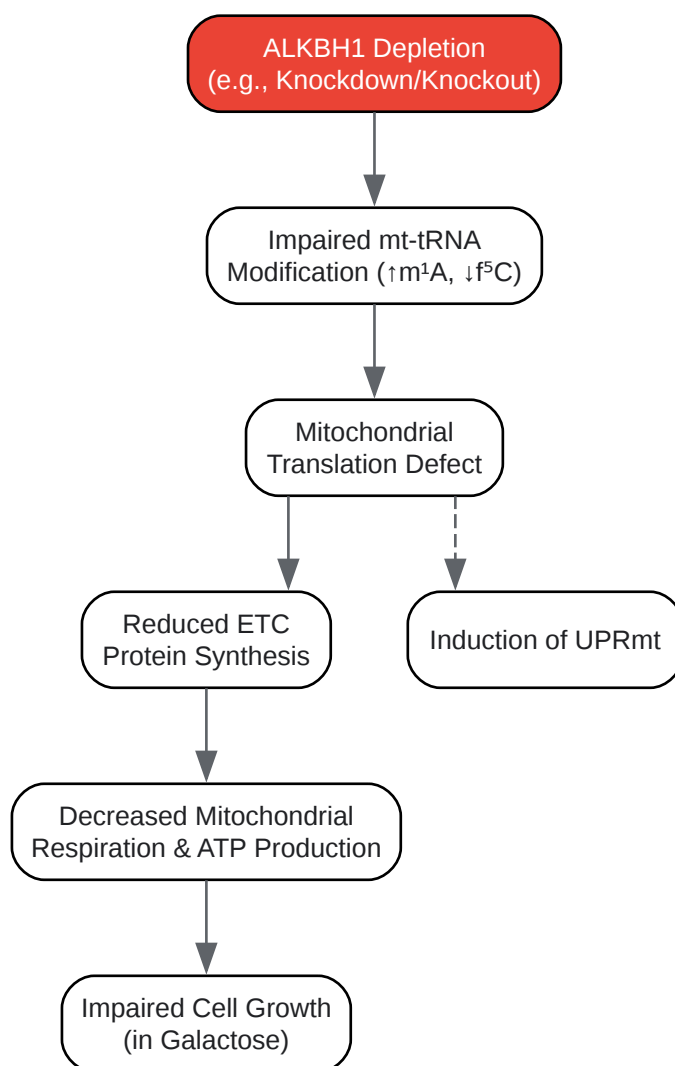 ALKBH1 Depletion
(e.g., Knockdown/Knockout)
Impaired mt-tRNA
Modification (↑m¹A, ↓f⁵C)
Mitochondrial
Translation Defect
Reduced ETC
Protein Synthesis
Induction of UPRmt
Decreased Mitochondrial
Respiration & ATP Production
Impaired Cell Growth
(in Galactose)